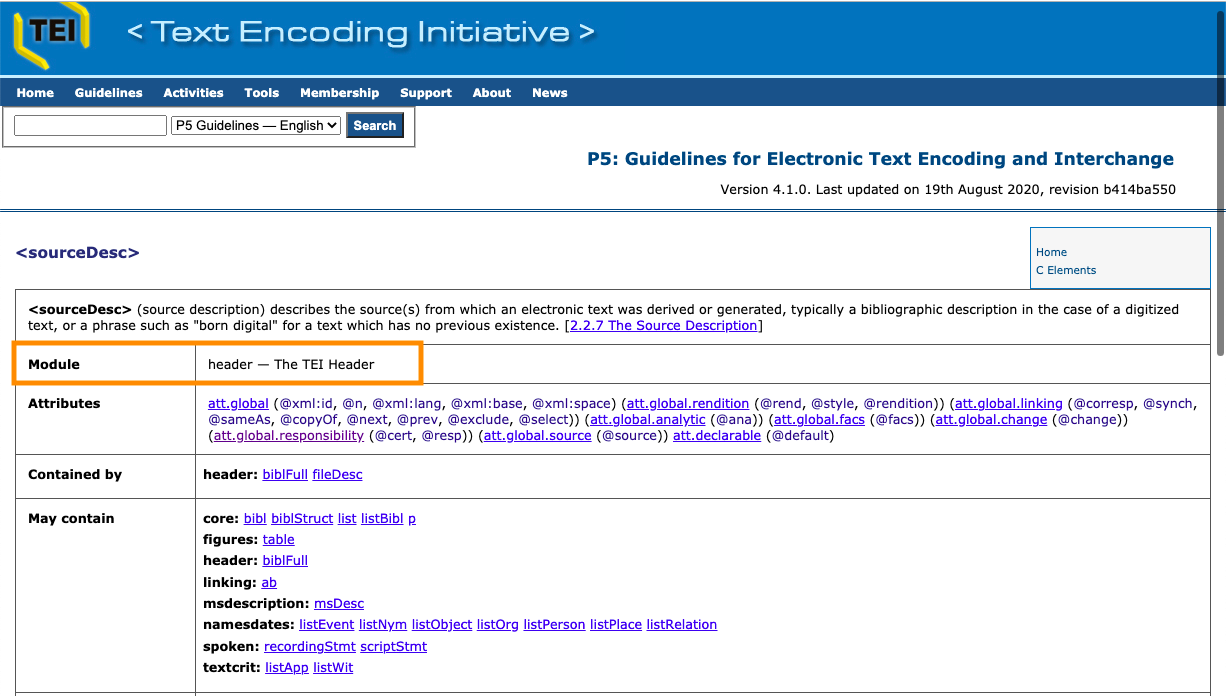 TEI
< Text Encoding Initiative >
Home Guidelines Activities Tools Membership Support About News
P5 Guidelines — English Search
P5: Guidelines for Electronic Text Encoding and Interchange
Version 4.1.0. Last updated on 19th August 2020, revision b414ba550
<sourceDesc>
Home
C Elements
<sourceDesc> (source description) describes the source(s) from which an electronic text was derived or generated, typically a bibliographic description in the case of a digitized
text, or a phrase such as "born digital" for a text which has no previous existence. [2.2.7 The Source Description]
Module header — The TEI Header
Attributes att.global (@xml:id, @n, @xml:lang, @xml:base, @xml:space) (att.global.rendition (@rend, @style, @rendition)) (att.global.linking (@corresp, @synch,
@sameAs, @copyOf, @next, @prev, @exclude, @select)) (att.global.analytic (@ana)) (att.global.facs (@facs)) (att.global.change (@change))
(att.global.responsibility (@cert, @resp)) (att.global.source (@source)) att.declarable (@default)
Contained by header: biblFull fileDesc
May contain core: bibl biblStruct list listBibl p
figures: table
header: biblFull
linking: ab
msdescription: msDesc
namesdates: listEvent listNym listObject listOrg listPerson listPlace listRelation
spoken: recordingStmt scriptStmt
textcrit: listApp listWit